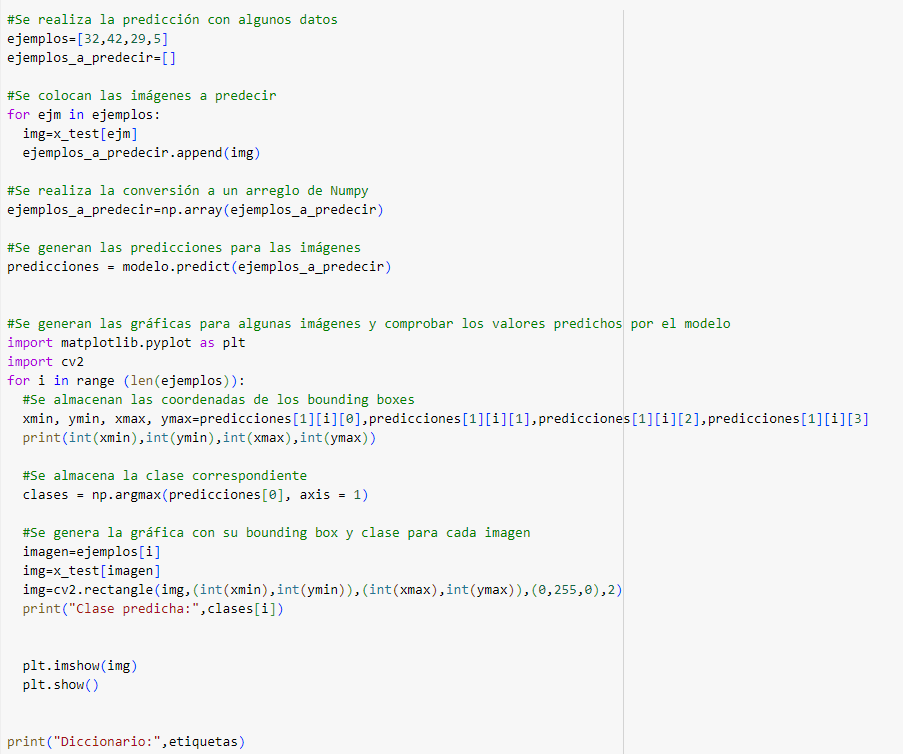 #Se realiza la predicción con algunos datos
ejemplos=[32,42,29,5]
ejemplos_a_predecir=[]
#Se colocan las imágenes a predecir
for ejm in ejemplos:
  img=x_test[ejm]
  ejemplos_a_predecir.append(img)
#Se realiza la conversión a un arreglo de Numpy
ejemplos_a_predecir=np.array(ejemplos_a_predecir)
#Se generan las predicciones para las imágenes
predicciones = modelo.predict(ejemplos_a_predecir)
#Se generan las gráficas para algunas imágenes y comprobar los valores predichos por el modelo
import matplotlib.pyplot as plt
import cv2
for i in range (len(ejemplos)):
  #Se almacenan las coordenadas de los bounding boxes
  xmin, ymin, xmax, ymax=predicciones[1][i][0],predicciones[1][i][1],predicciones[1][i][2],predicciones[1][i][3]
  print(int(xmin),int(ymin),int(xmax),int(ymax))
  #Se almacena la clase correspondiente
  clases = np.argmax(predicciones[0], axis = 1)
  #Se genera la gráfica con su bounding box y clase para cada imagen
  imagen=ejemplos[i]
  img=x_test[imagen]
  img=cv2.rectangle(img,(int(xmin),int(ymin)),(int(xmax),int(ymax)),(0,255,0),2)
  print("Clase predicha:",clases[i])
  plt.imshow(img)
  plt.show()
print("Diccionario:",etiquetas)